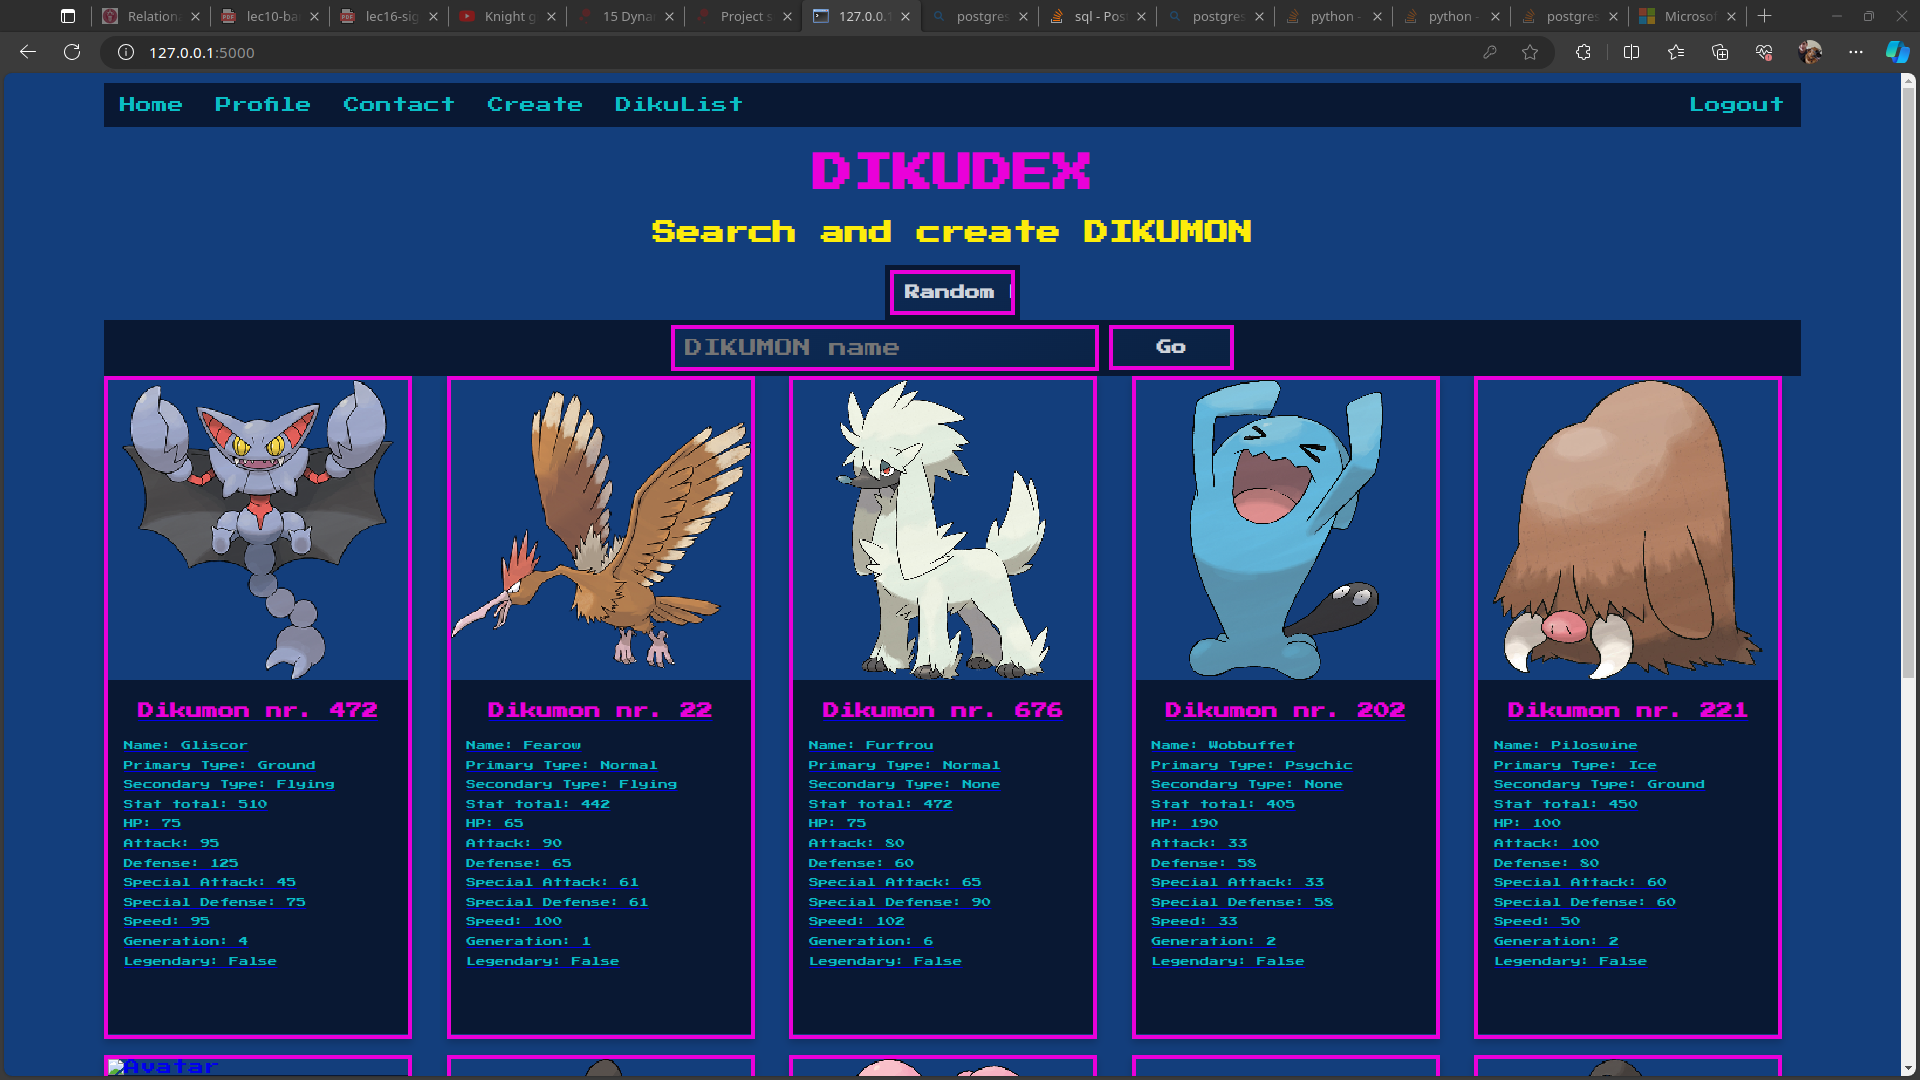 Relation
lec10-ba
lec16-sig
Knight g
15 Dyna
Project s
127.0.0.1
postgres
sql - Pos
postgres
python -
python -
postgres
Microsof
127.0.0.1:5000
Home Profile Contact Create DikuList Logout
DIKUDEX
Search and create DIKUMON
Random
DIKUMON name Go
Dikumon nr. 472
Name: Gliscor
Primary Type: Ground
Secondary Type: Flying
Stat total: 510
HP: 75
Attack: 95
Defense: 125
Special Attack: 45
Special Defense: 75
Speed: 95
Generation: 4
Legendary: False
Dikumon nr. 22
Name: Fearow
Primary Type: Normal
Secondary Type: Flying
Stat total: 442
HP: 65
Attack: 90
Defense: 65
Special Attack: 61
Special Defense: 61
Speed: 100
Generation: 1
Legendary: False
Dikumon nr. 676
Name: Furfrou
Primary Type: Normal
Secondary Type: None
Stat total: 472
HP: 75
Attack: 80
Defense: 60
Special Attack: 65
Special Defense: 90
Speed: 102
Generation: 6
Legendary: False
Dikumon nr. 202
Name: Wobbuffet
Primary Type: Psychic
Secondary Type: None
Stat total: 405
HP: 190
Attack: 33
Defense: 58
Special Attack: 33
Special Defense: 58
Speed: 33
Generation: 2
Legendary: False
Dikumon nr. 221
Name: Piloswine
Primary Type: Ice
Secondary Type: Ground
Stat total: 450
HP: 100
Attack: 100
Defense: 80
Special Attack: 60
Special Defense: 60
Speed: 50
Generation: 2
Legendary: False
Avatar